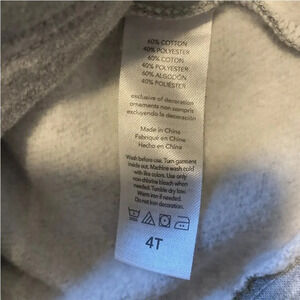 60% COTTON
40% POLYESTER
60% COTON
40% POLYESTER
60% ALGODÓN
40% POLIÉSTER
exclusive of decoration
ornements non compris
excluyendo la decoración
Made in China
Fabriqué en Chine
Hecho en China
Wash before use. Turn garment
inside out. Machine wash cold
with like colors. Use only
non-chlorine bleach when
needed. Tumble dry low.
Warm iron if needed.
Do not iron decoration.
4T